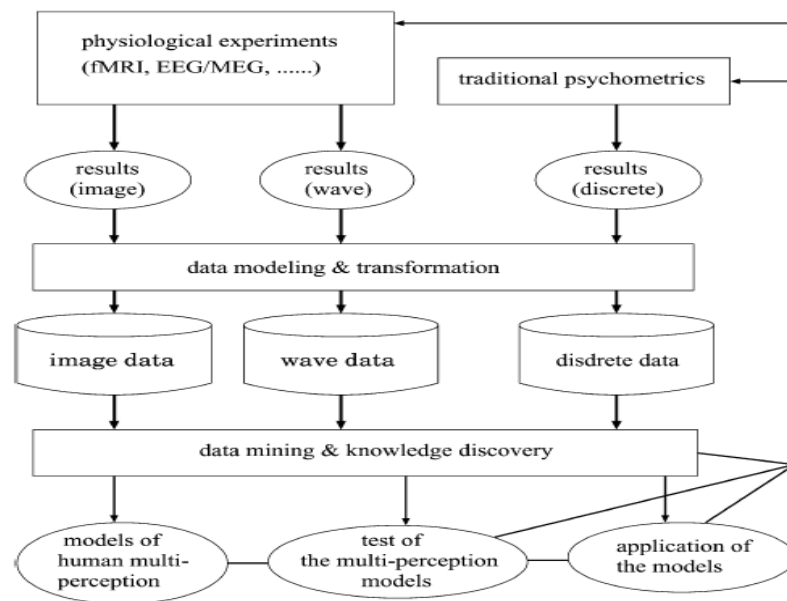 physiological experiments
(fMRI, EEG/MEG, ......)
traditional psychometrics
results
(image)
results
(wave)
results
(discrete)
data modeling & transformation
image data
wave data
disdrete data
data mining & knowledge discovery
models of
human multi-
perception
test of
the multi-perception
models
application of
the models